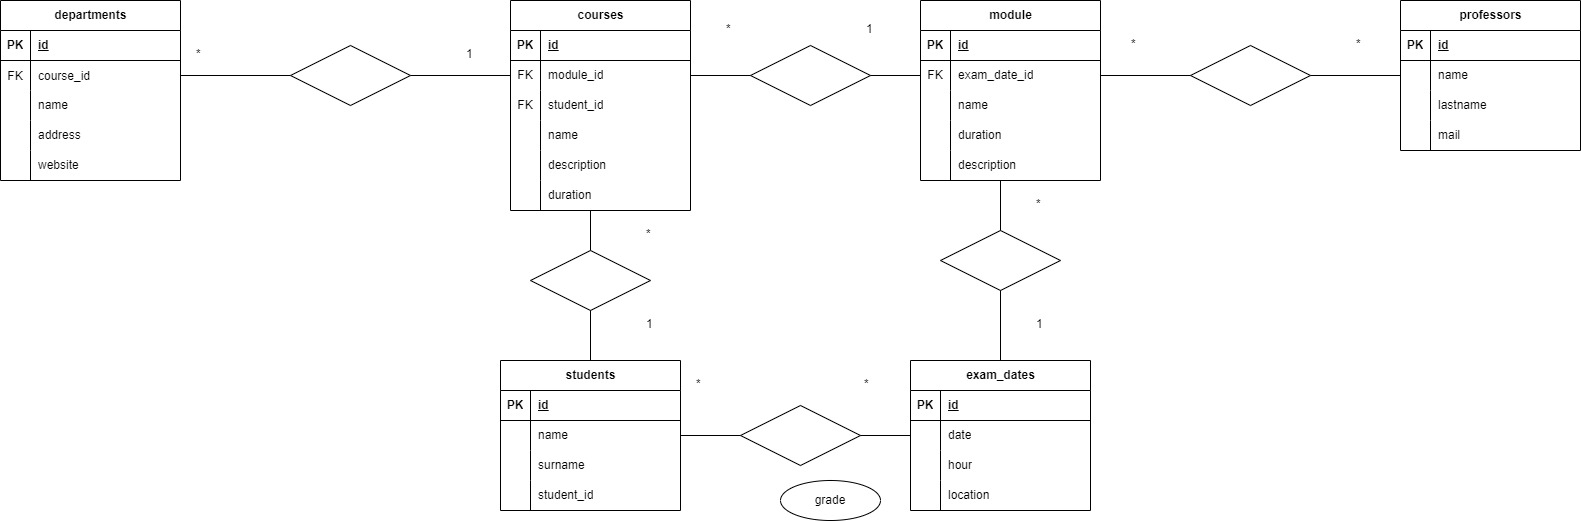 departments
PK id
FK course_id
name
address
website
* 1
courses
PK id
FK module_id
FK student_id
name
description
duration
* 1
module
PK id
FK exam_date_id
name
duration
description
* *
professors
PK id
name
lastname
mail
*
1
*
1
students
PK id
name
surname
student_id
* *
grade
exam_dates
PK id
date
hour
location